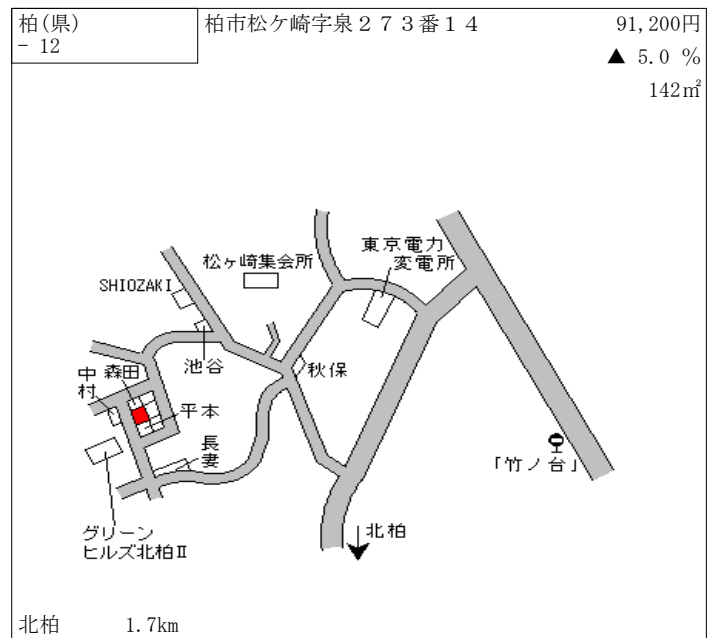 柏(県)
- 12
柏市松ケ崎字泉２７３番１４
91,200円
▲ 5.0 %
142㎡
東京電力
変電所
松ヶ崎集会所
SHIOZAKI
池谷
秋保
中村
森田
平本
長妻
「竹ノ台」
グリーン
ヒルズ北柏Ⅱ
北柏
北柏 1.7km